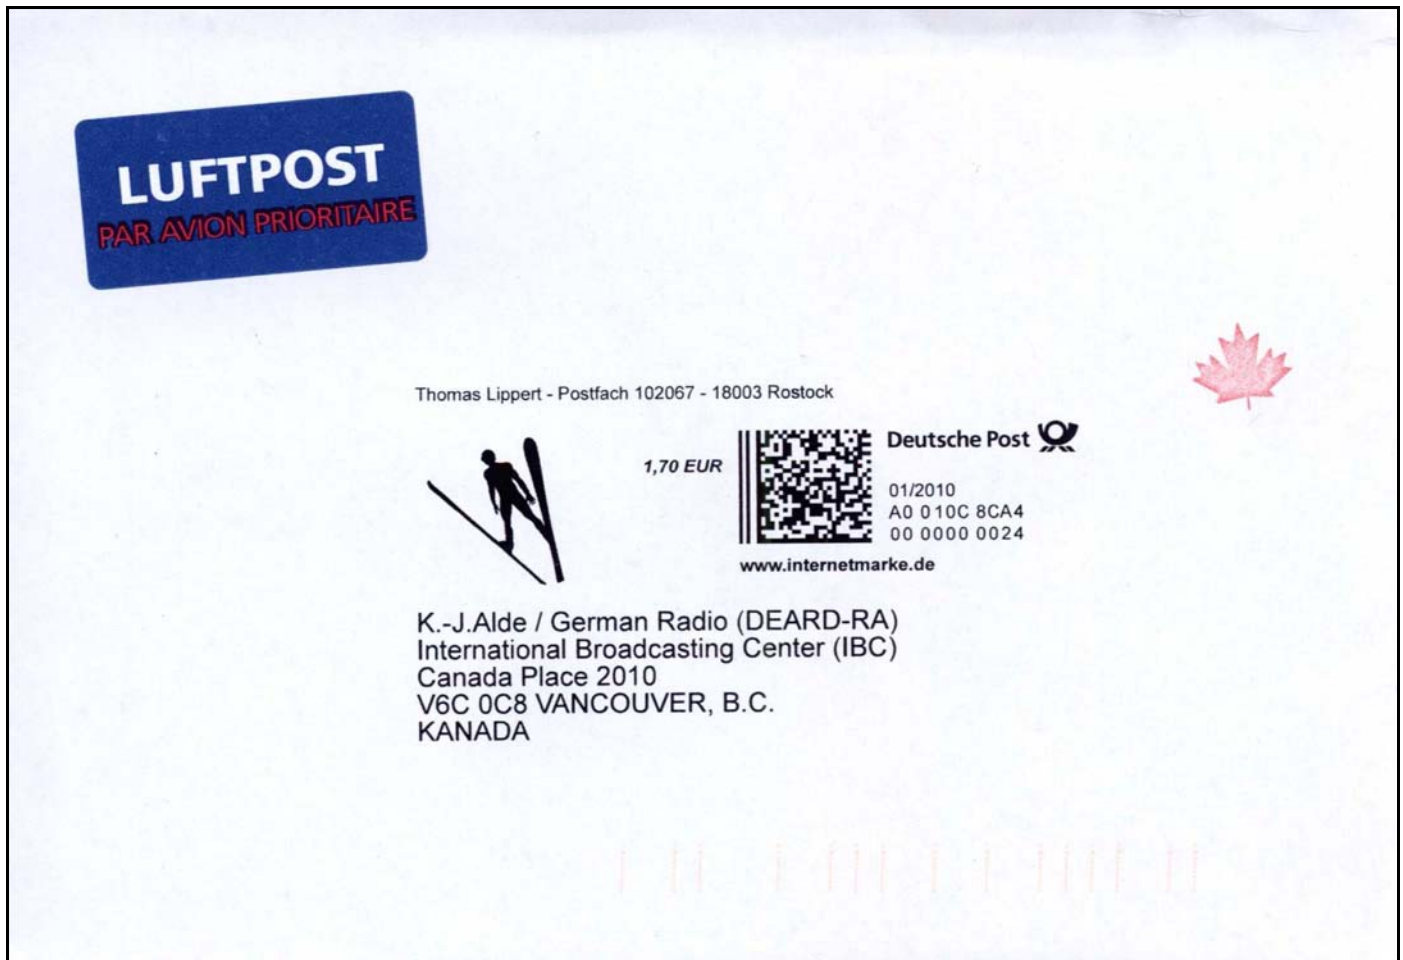 LUFTPOST
PAR AVION PRIORITAIRE
Thomas Lippert - Postfach 102067 - 18003 Rostock
1,70 EUR
Deutsche Post
01/2010
A0 010C 8CA4
00 0000 0024
www.internetmarke.de
K.-J.Alde / German Radio (DEARD-RA)
International Broadcasting Center (IBC)
Canada Place 2010
V6C 0C8 VANCOUVER, B.C.
KANADA